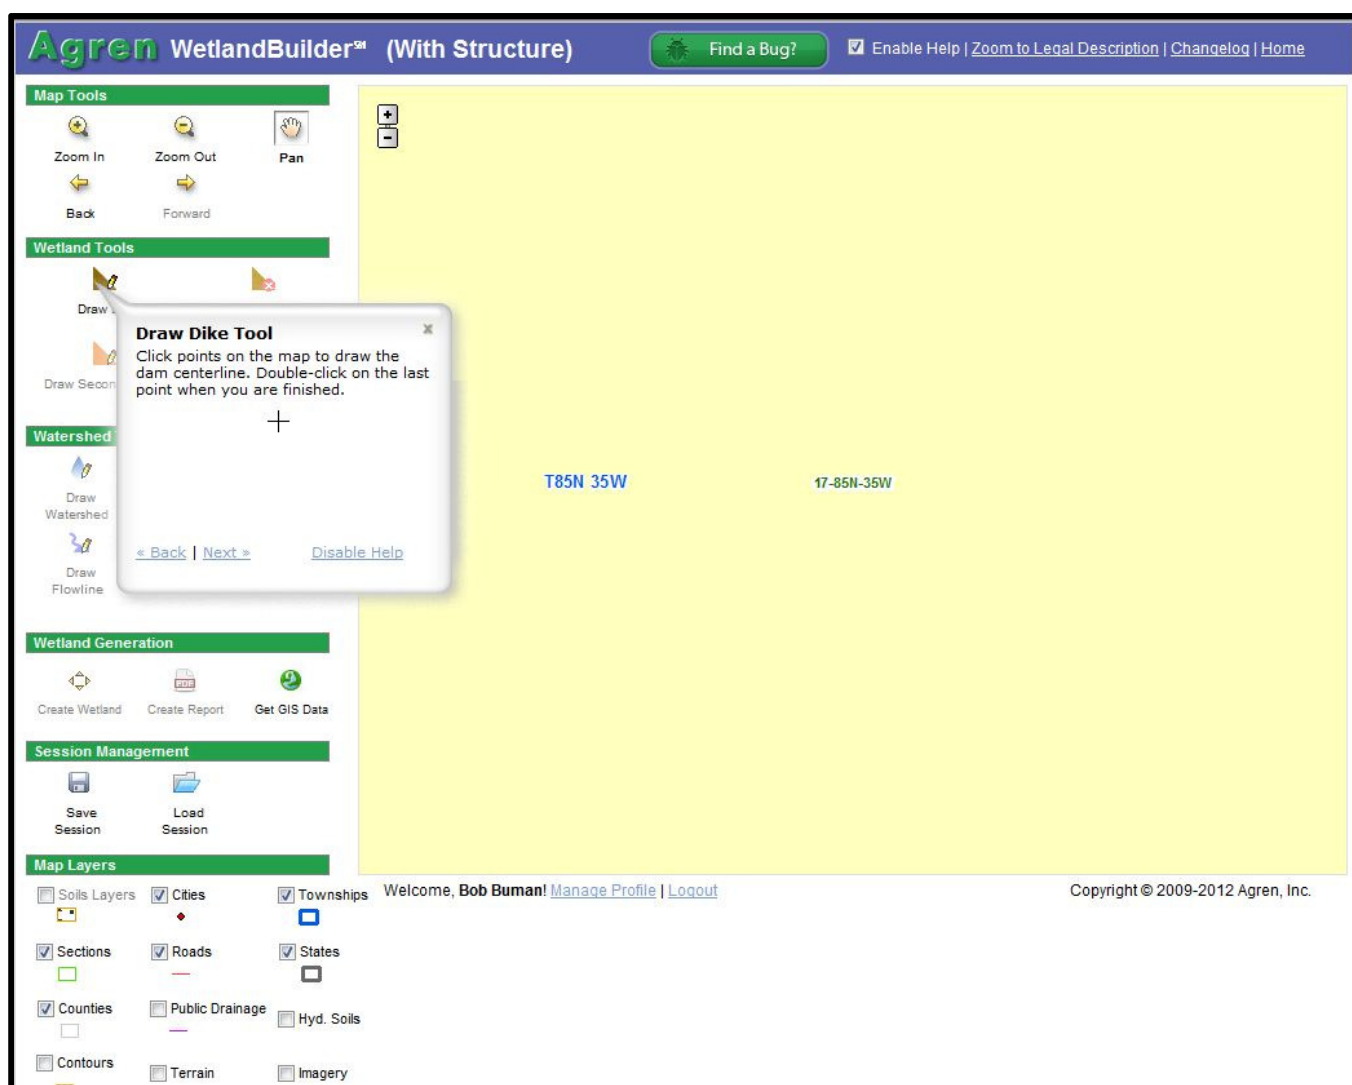 Agren WetlandBuilder℠ (With Structure)
Find a Bug?
Enable Help | Zoom to Legal Description | Changelog | Home
Map Tools
Zoom In Zoom Out Pan
Back Forward
Wetland Tools
Draw
Draw Dike Tool
Click points on the map to draw the
dam centerline. Double-click on the last
point when you are finished.
« Back | Next » Disable Help
Draw Secon
Watershed
Draw
Watershed
Draw
Flowline
T85N 35W
17-85N-35W
Wetland Generation
PDF
Create Wetland Create Report Get GIS Data
Session Management
Save
Session
Load
Session
Map Layers
Soils Layers Cities Townships
Sections Roads States
Counties Public Drainage Hyd. Soils
Contours Terrain Imagery
Welcome, Bob Buman! Manage Profile | Logout
Copyright © 2009-2012 Agren, Inc.